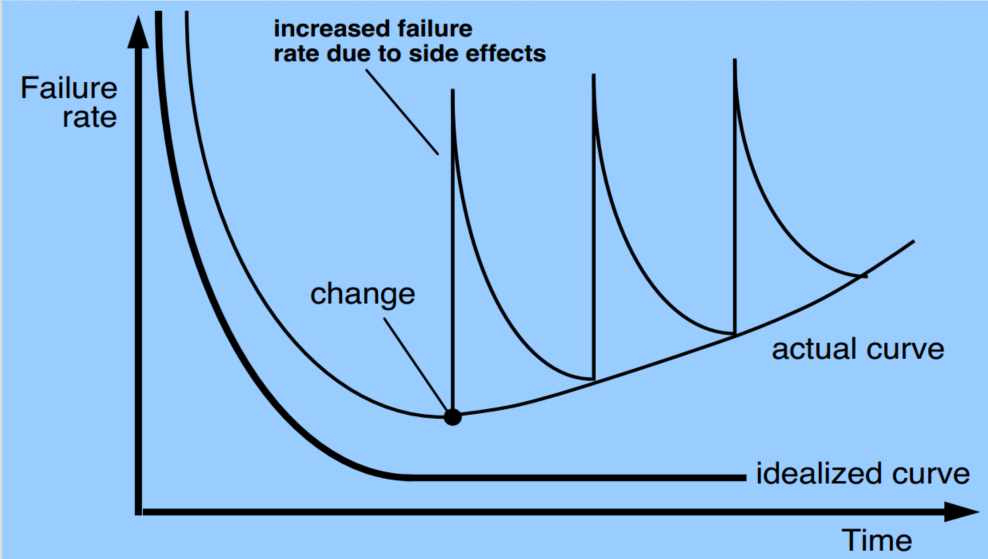 increased failure
rate due to side effects
Failure
rate
change
actual curve
idealized curve
Time